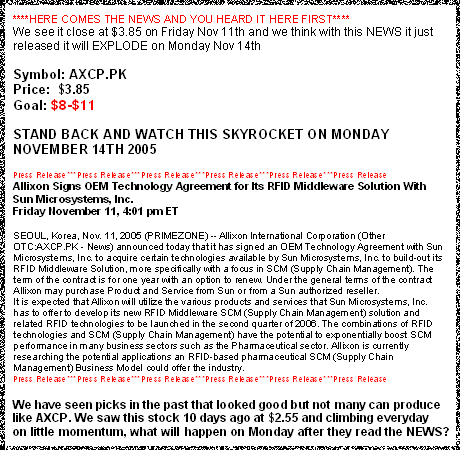 ****HERE COMES THE NEWS AND YOU HEARD IT HERE FIRST****
We see it close at $3.85 on Friday Nov 11th and we think with this NEWS it just
released it will EXPLODE on Monday Nov 14th
Symbol: AXCP.PK
Price:  $3.85
Goal: $8-$11
STAND BACK AND WATCH THIS SKYROCKET ON MONDAY
NOVEMBER 14TH 2005
Press Release***Press Release***Press Release***Press Release***Press Release***Press Release
Allixon Signs OEM Technology Agreement for Its RFID Middleware Solution With
Sun Microsystems, Inc.
Friday November 11, 4:01 pm ET
SEOUL, Korea, Nov. 11, 2005 (PRIMEZONE) -- Allixon International Corporation (Other
OTC:AXCP.PK - News) announced today that it has signed an OEM Technology Agreement with Sun
Microsystems, Inc. to acquire certain technologies available by Sun Microsystems, Inc. to build-out its
RFID Middleware Solution, more specifically with a focus in SCM (Supply Chain Management). The
term of the contract is for one year with an option to renew. Under the general terms of the contract
Allixon may purchase Product and Service from Sun or from a Sun authorized reseller.
It is expected that Allixon will utilize the various products and services that Sun Microsystems, Inc.
has to offer to develop its new RFID Middleware SCM (Supply Chain Management) solution and
related RFID technologies to be launched in the second quarter of 2006. The combinations of RFID
technologies and SCM (Supply Chain Management) have the potential to exponentially boost SCM
performance in many business sectors such as the Pharmaceutical sector. Allixon is currently
researching the potential applications an RFID-based pharmaceutical SCM (Supply Chain
Management) Business Model could offer the industry.
Press Release***Press Release***Press Release***Press Release***Press Release***Press Release
We have seen picks in the past that looked good but not many can produce
like AXCP. We saw this stock 10 days ago at $2.55 and climbing everyday
on little momentum, what will happen on Monday after they read the NEWS?